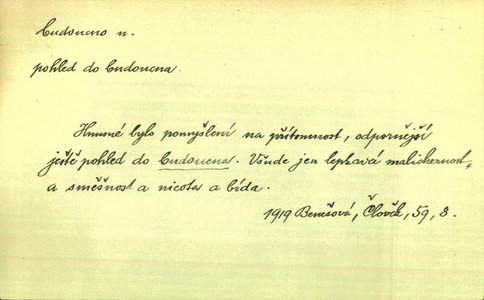 budoucno n.
pohled do budoucna
Hnusné bylo pomyšlení na přítomnost, odpornější
ještě pohled do budoucna. Všude jen lepkavá malichernost,
a směšnost a nicota a bída.
1919 Benešová, Člověk, 59, 8.